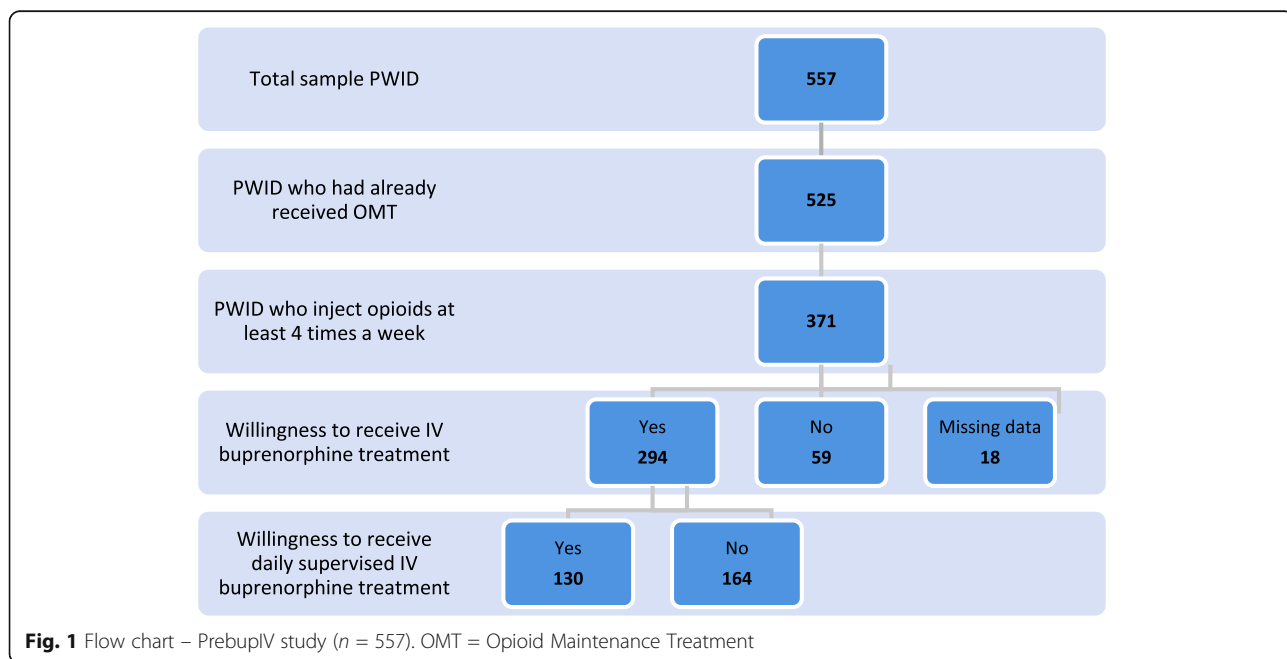 Total sample PWID
557
PWID who had already
received OMT
525
PWID who inject opioids at
least 4 times a week
371
Willingness to receive IV
buprenorphine treatment
Yes
294
No
59
Missing data
18
Willingness to receive
daily supervised IV
buprenorphine treatment
Yes
130
No
164
Fig. 1 Flow chart – PrebupIV study (n = 557). OMT = Opioid Maintenance Treatment